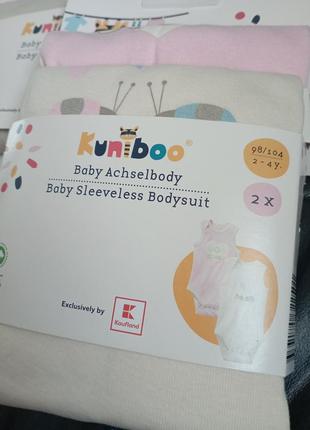 Kuniboo®
Baby Achselbody
Baby Sleeveless Bodysuit
98/104
2 - 4 y.
2 X
Exclusively by
Kaufland